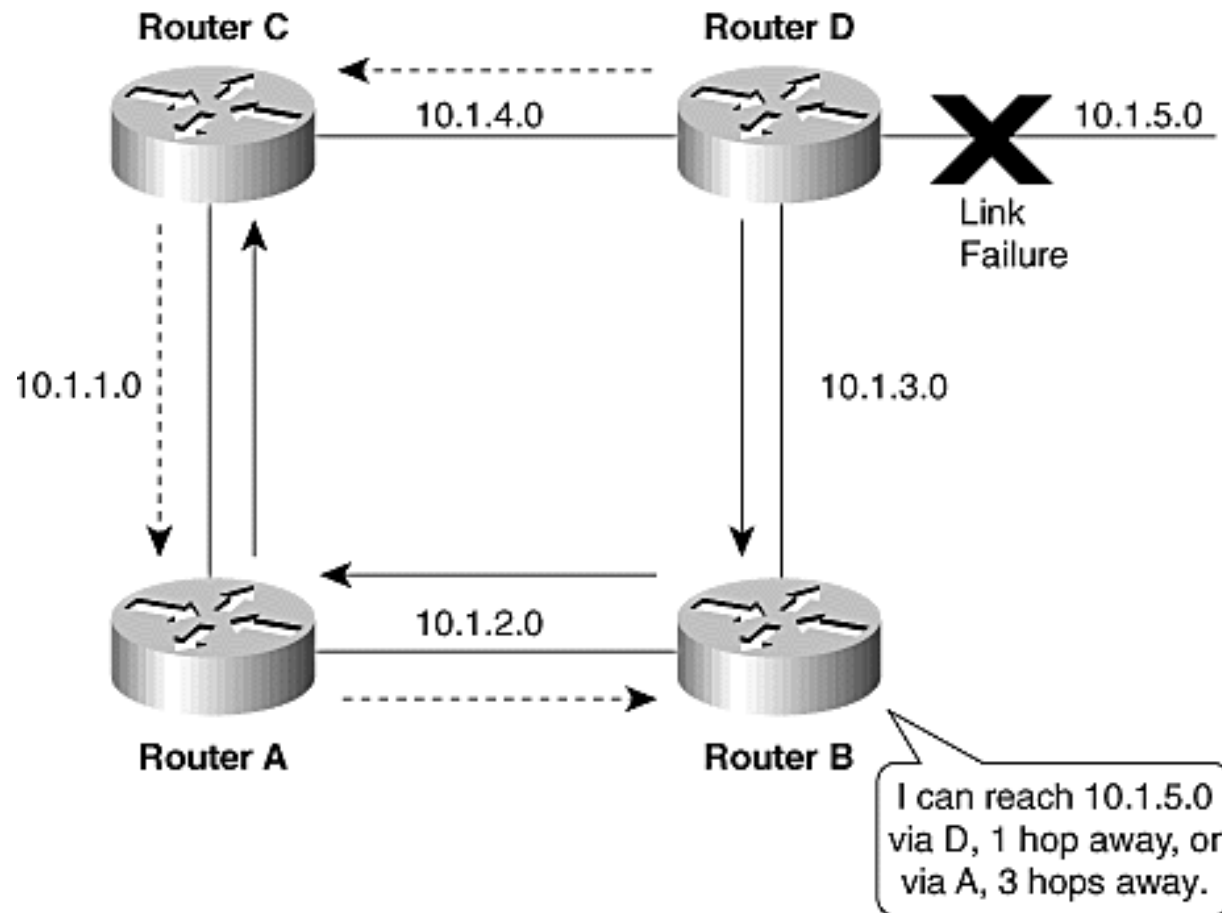 Router C
Router D
10.1.4.0
10.1.5.0
Link
Failure
10.1.1.0
10.1.3.0
10.1.2.0
Router A
Router B
I can reach 10.1.5.0
via D, 1 hop away, or
via A, 3 hops away.